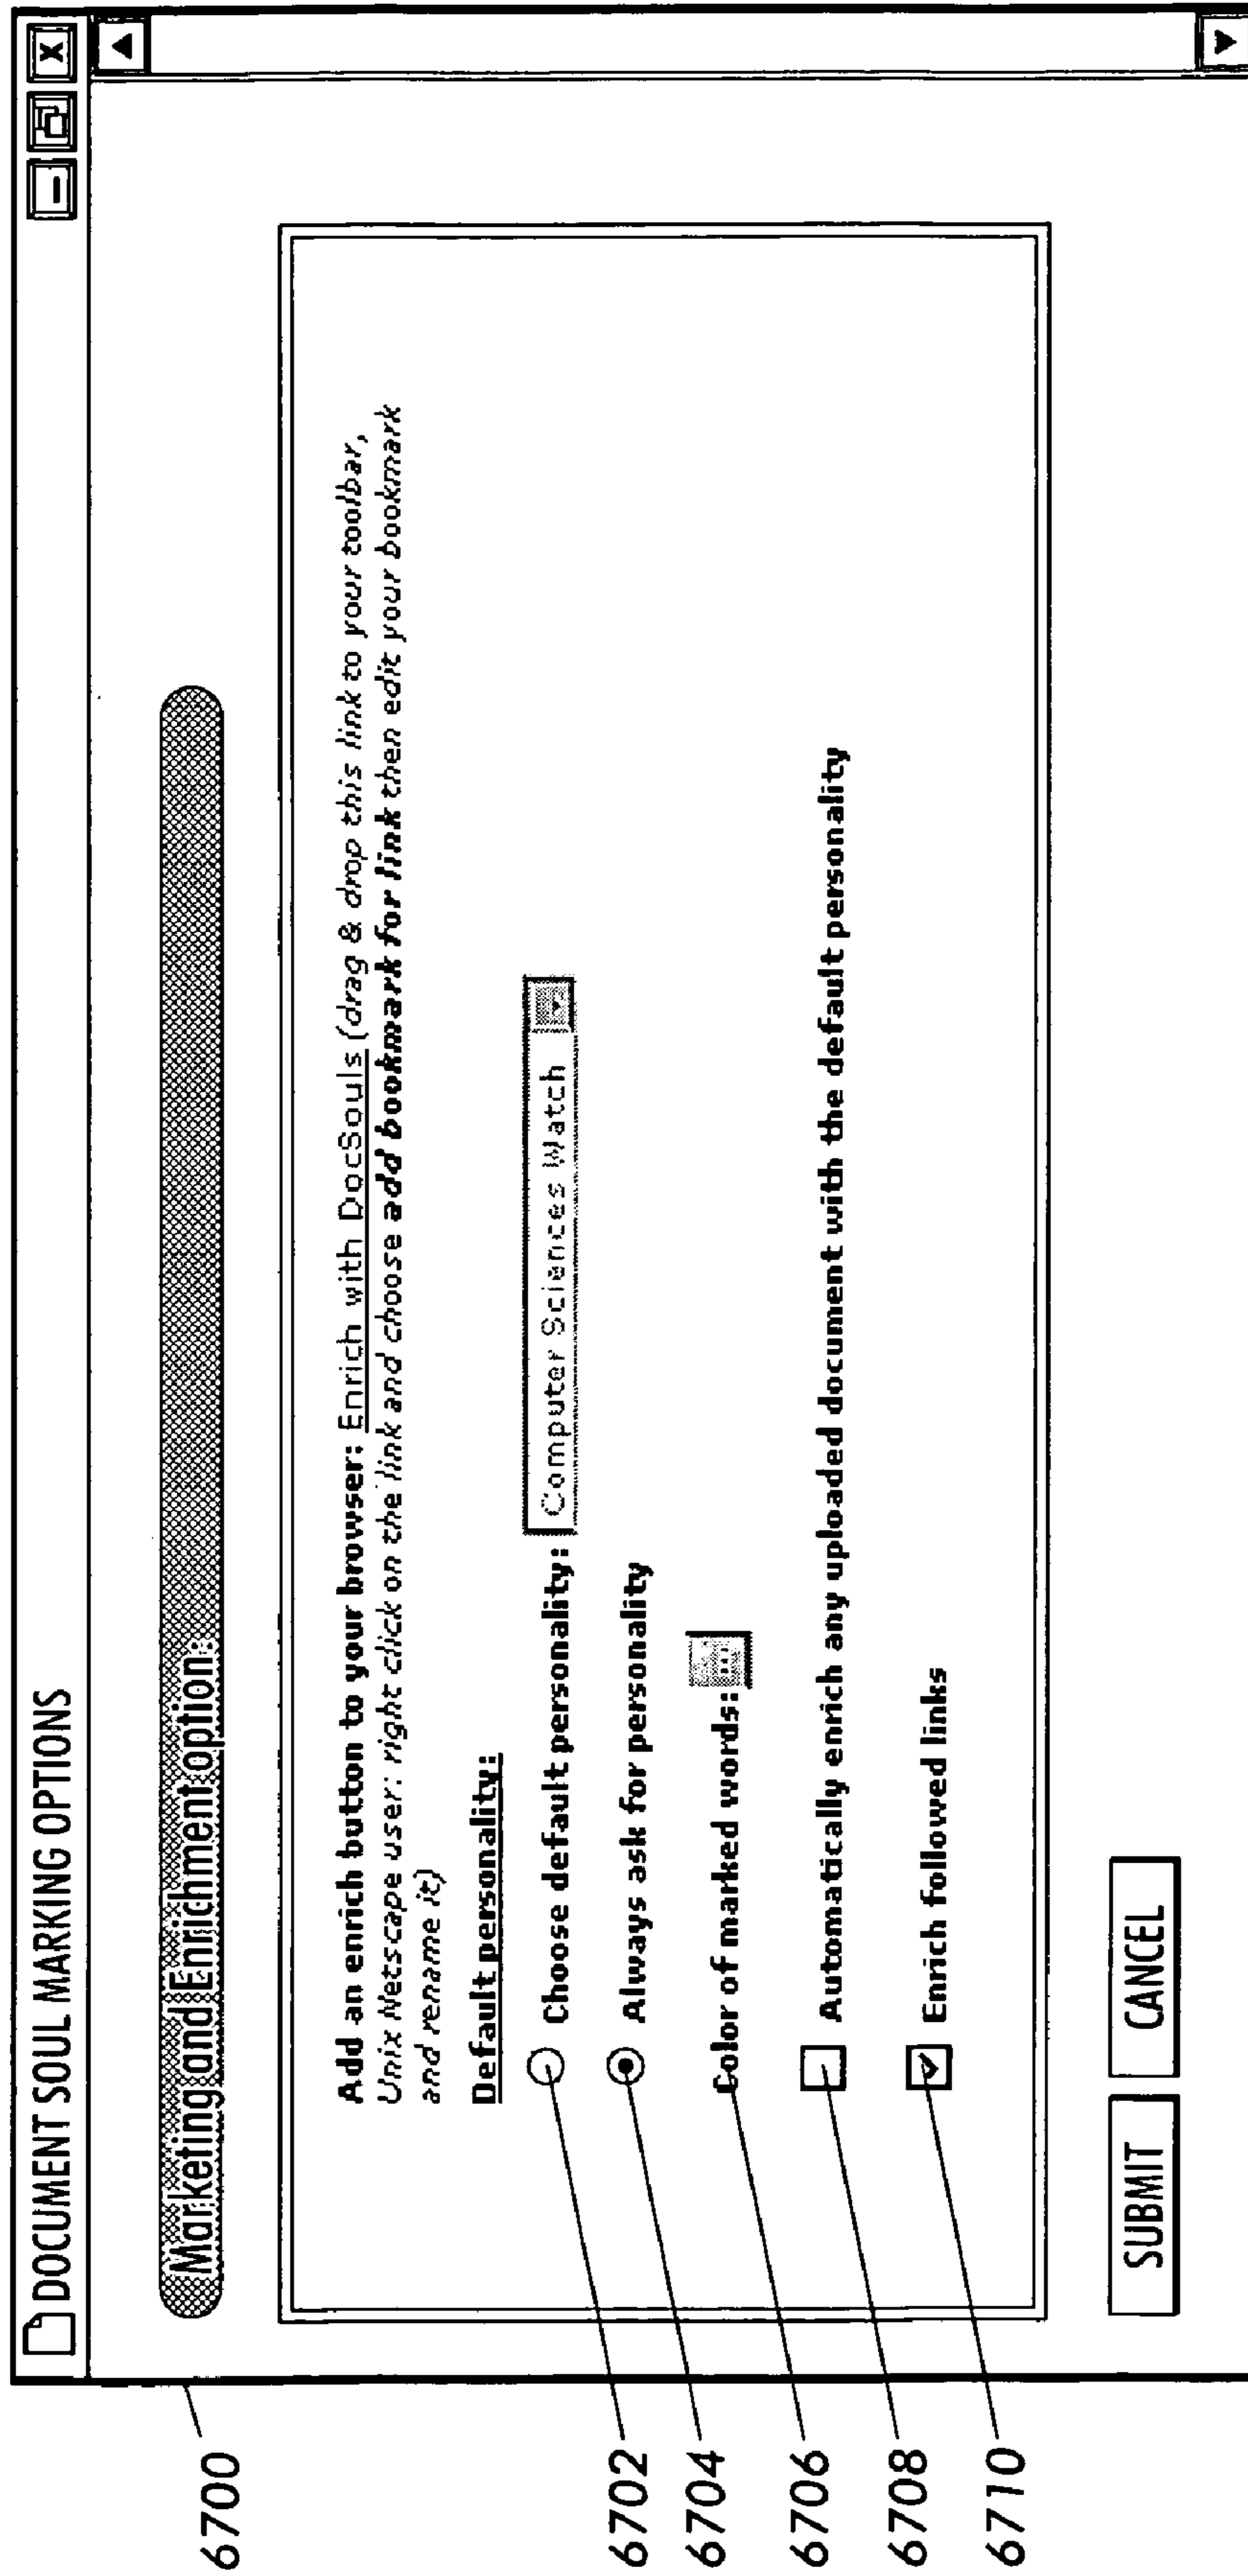 DOCUMENT SOUL MARKING OPTIONS
X
Marketing and Enrichment options
Add an enrich button to your browser: Enrich with DocSouls (drag & drop this link to your toolbar,
Unix Netscape user: right click on the link and choose add bookmark for link then edit your bookmark
and rename it)
Default personality:
Choose default personality: Computer Sciences Watch
Always ask for personality
Color of marked words:
Automatically enrich any uploaded document with the default personality
Enrich followed links
SUBMIT CANCEL
6700
6702
6704
6706
6708
6710